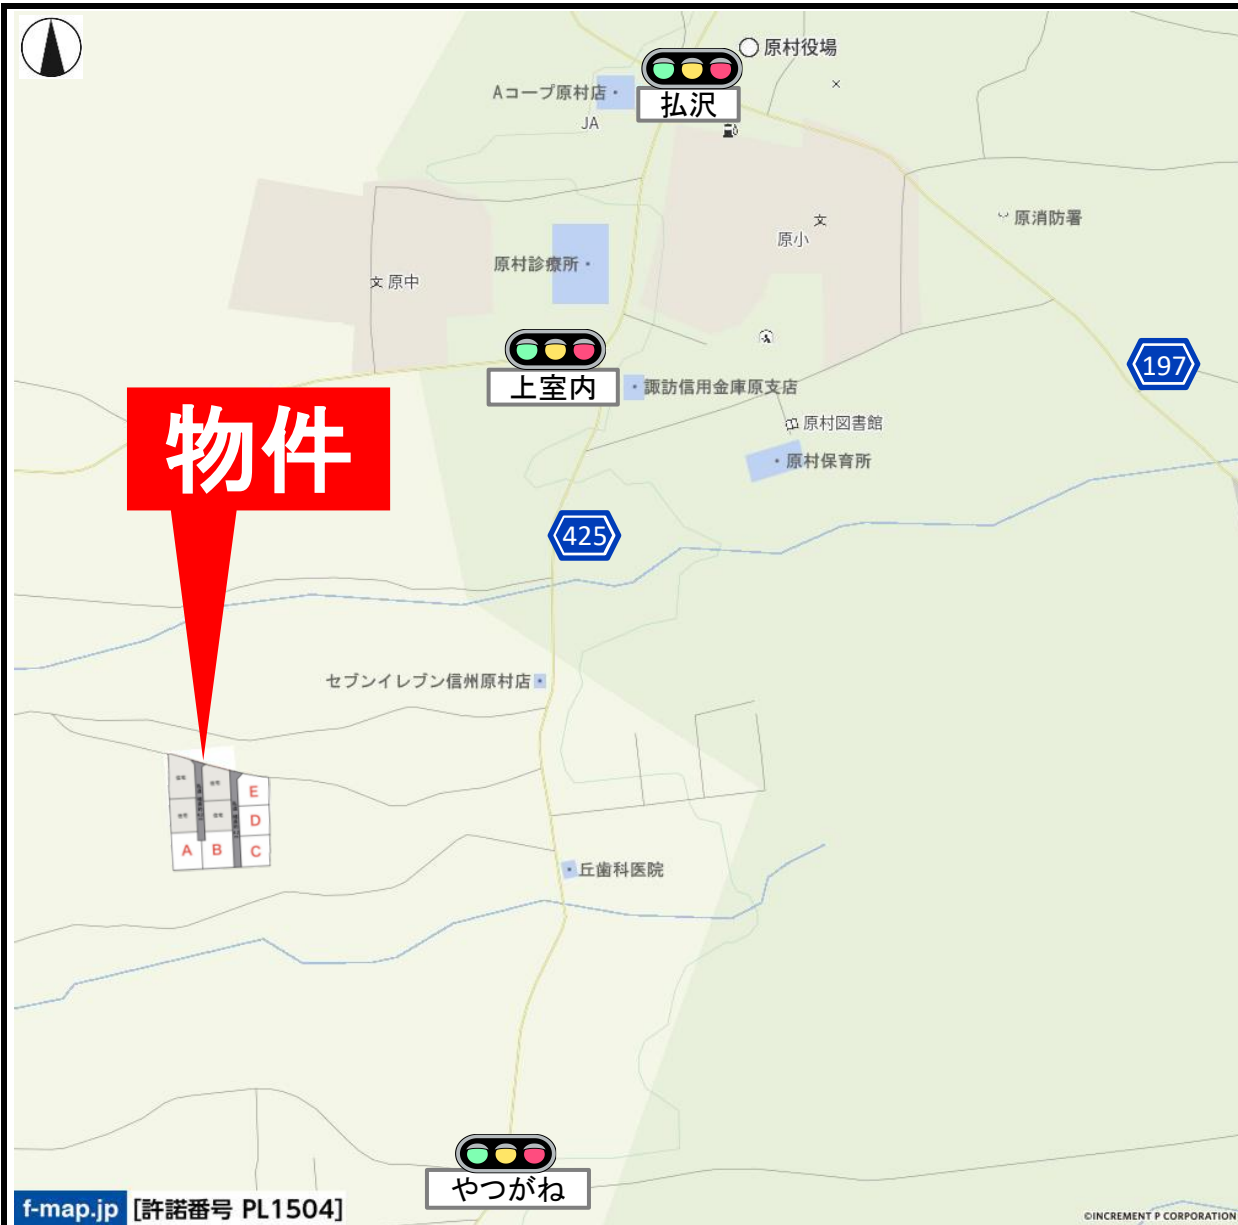 原村役場
Aコープ原村店
払沢
JA
原消防署
文
原小
原村診療所
文 原中
上室内
諏訪信用金庫原支店
197
物件
原村図書館
原村保育所
425
セブンイレブン信州原村店
E
D
A
B
C
丘歯科医院
やつがね
f-map.jp [許諾番号 PL1504]
©INCREMENT P CORPORATION